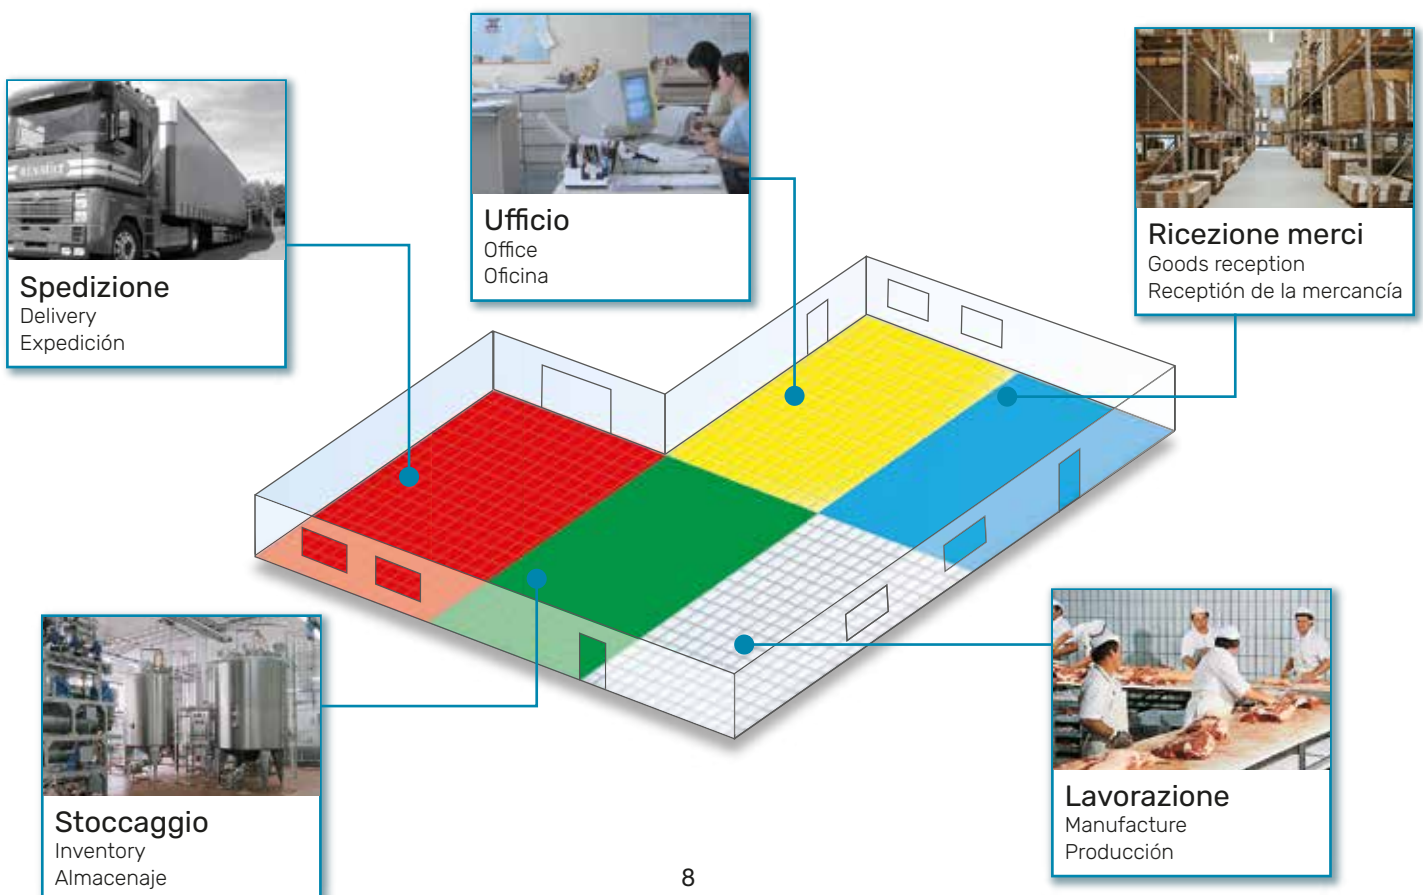 Spedizione
Delivery
Expedición
Ufficio
Office
Oficina
Ricezione merci
Goods reception
Receptión de la mercancía
Stoccaggio
Inventory
Almacenaje
Lavorazione
Manufacture
Producción
8